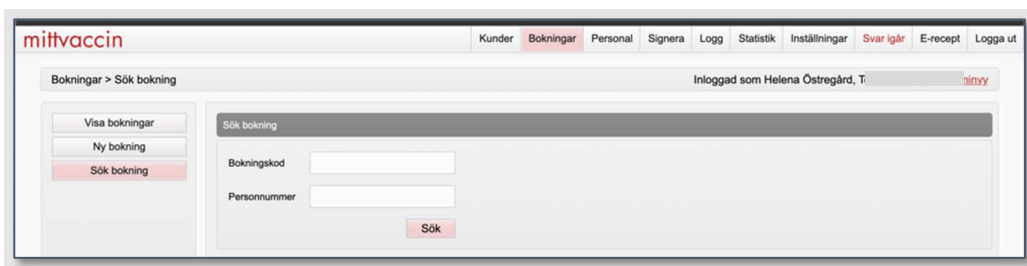 mittvaccin
Kunder Bokningar Personal Signera Logg Statistik Inställningar Svar igår E-recept Logga ut
Bokningar > Sök bokning Inloggad som Helena Östregård,
Visa bokningar
Ny bokning
Sök bokning
Sök bokning
Bokningskod
Personnummer
Sök